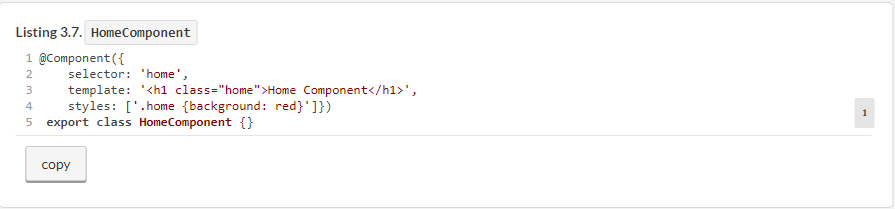 Listing 3.7. HomeComponent
1 @Component({
2     selector: 'home',
3     template: '<h1 class="home">Home Component</h1>',
4     styles: ['.home {background: red}']})
5  export class HomeComponent {}
1
copy